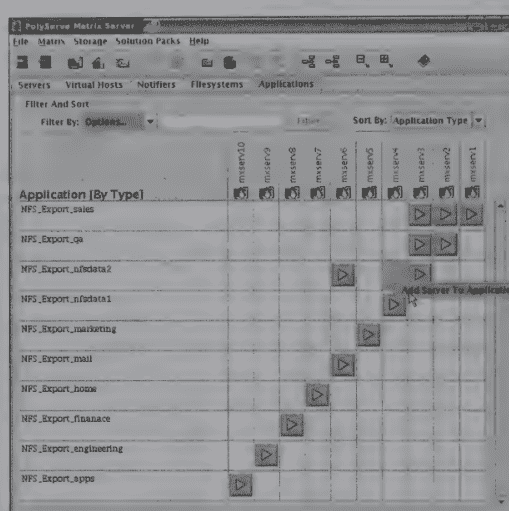 PolyServe Matrix Server
File Matrix Storage Solution Packs Help
Servers Virtual Hosts Notifiers Filesystems Applications
Filter And Sort
Filter By: Options... Filter Sort By: Application Type
mxserv10 mxserv9 mxserv8 mxserv7 mxserv6 mxserv5 mxserv4 mxserv3 mxserv2 mxserv1
Application [By Type]
NFS_Export_sales
NFS_Export_qa
NFS_Export_nfsdata2
Add Server To Applicatio
NFS_Export_nfsdata1
NFS_Export_marketing
NFS_Export_mail
NFS_Export_home
NFS_Export_finanace
NFS_Export_engineering
NFS_Export_apps